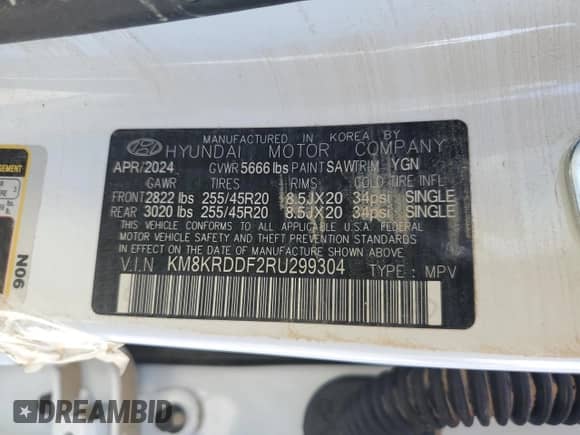 MANUFACTURED IN KOREA BY
HYUNDAI MOTOR COMPANY
APR/2024 GVWR 5666 lbs PAINT SAW TRIM YGN
GAWR TIRES RIMS COLD TIRE INFL.
FRONT 2822 lbs 255/45R20 8.5JX20 34psi SINGLE
REAR 3020 lbs 255/45R20 8.5JX20 34psi SINGLE
THIS VEHICLE CONFORMS TO ALL APPLICABLE U.S.A. FEDERAL
MOTOR VEHICLE SAFETY, BUMPER, AND THEFT PREVENTION STANDARDS
IN EFFECT ON THE DATE OF MANUFACTURE SHOWN ABOVE.
V.I.N KM8KRDDF2RU299304 TYPE : MPV
N06
DREAMBID